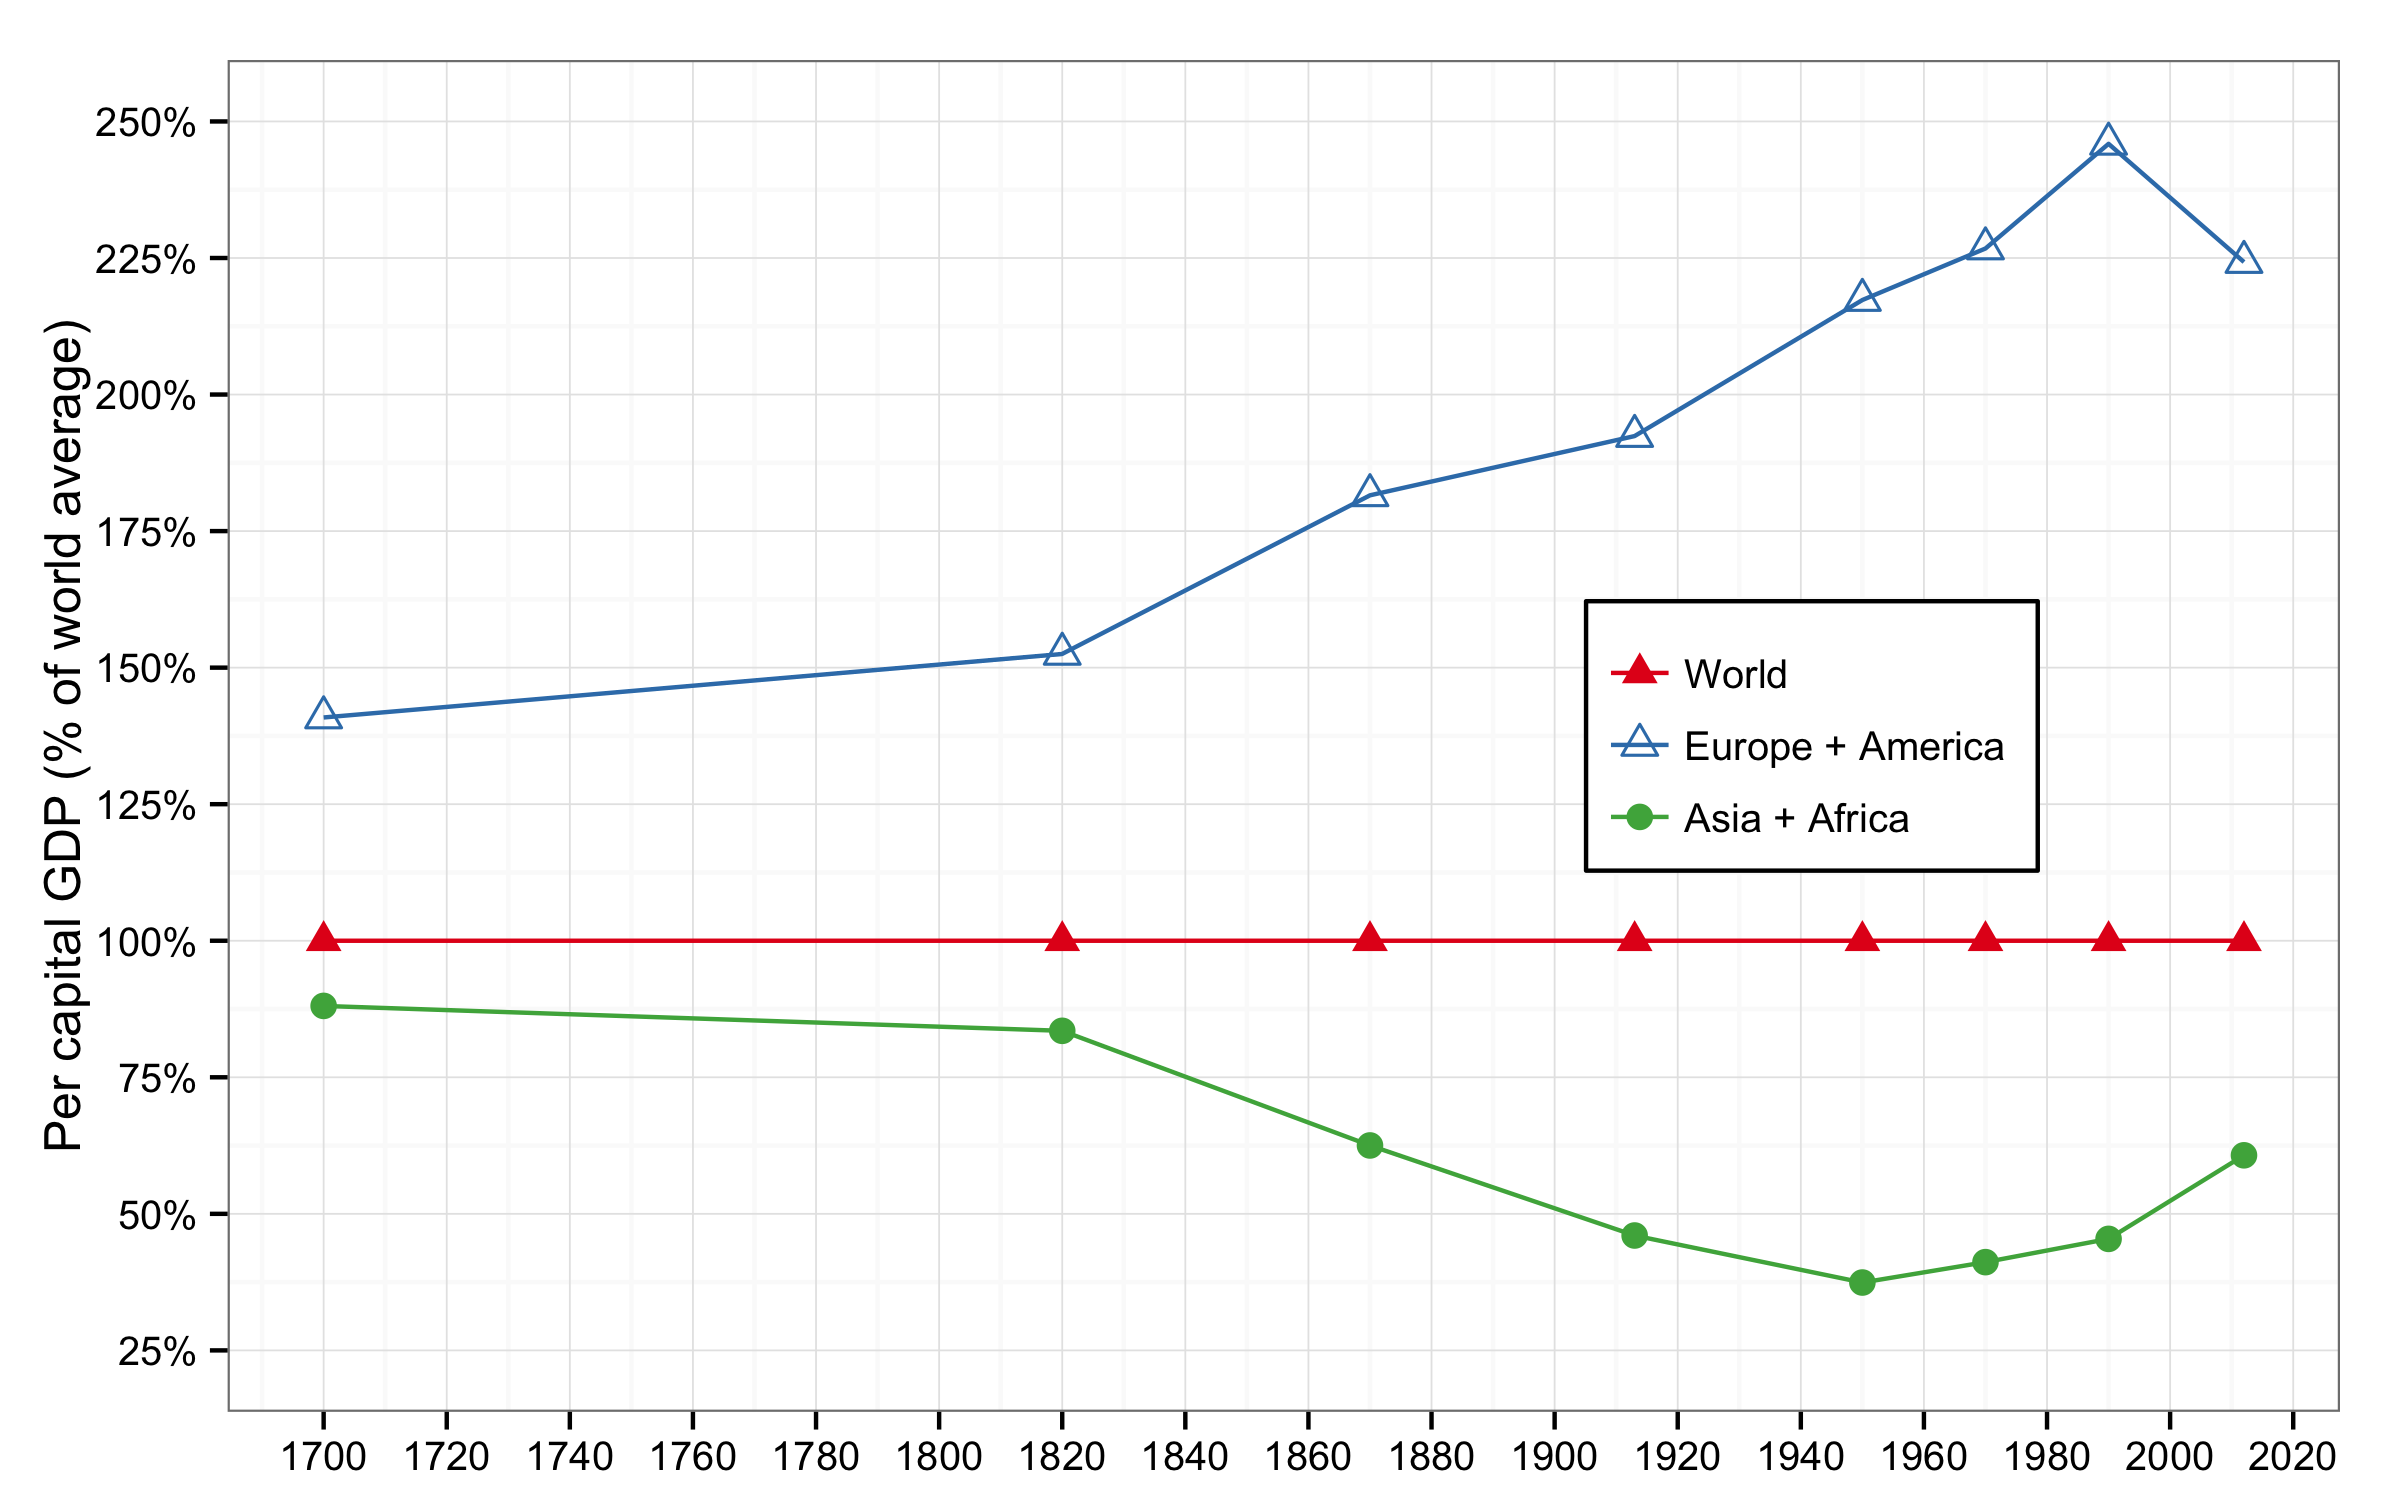 Per capital GDP (% of world average)
250%
225%
200%
175%
150%
125%
100%
75%
50%
25%
World
Europe + America
Asia + Africa
1700 1720 1740 1760 1780 1800 1820 1840 1860 1880 1900 1920 1940 1960 1980 2000 2020